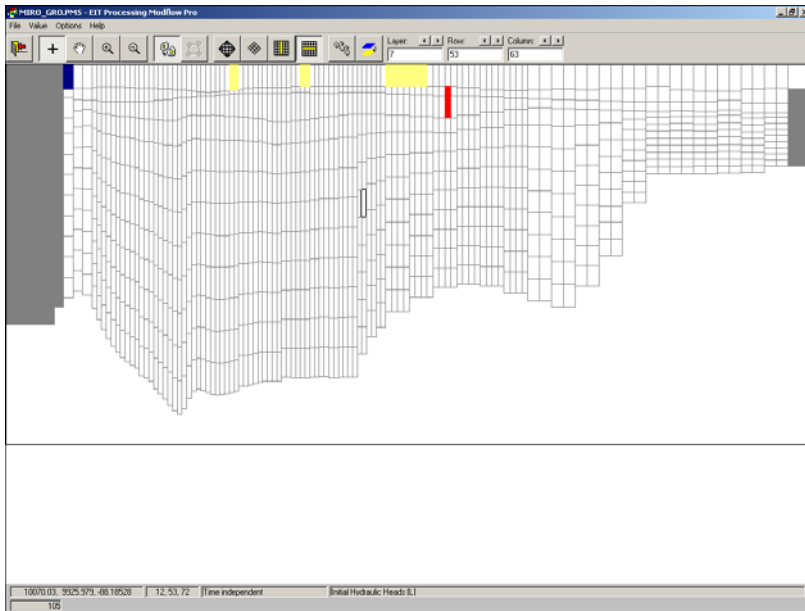 MIRO_GRO.PM5 - EIT Processing Modflow Pro
File Value Options Help
Layer: Row: Column:
7 53 63
10070.03, 9925.979, -88.18528 12, 53, 72 Time independent Initial Hydraulic Heads [L]
105